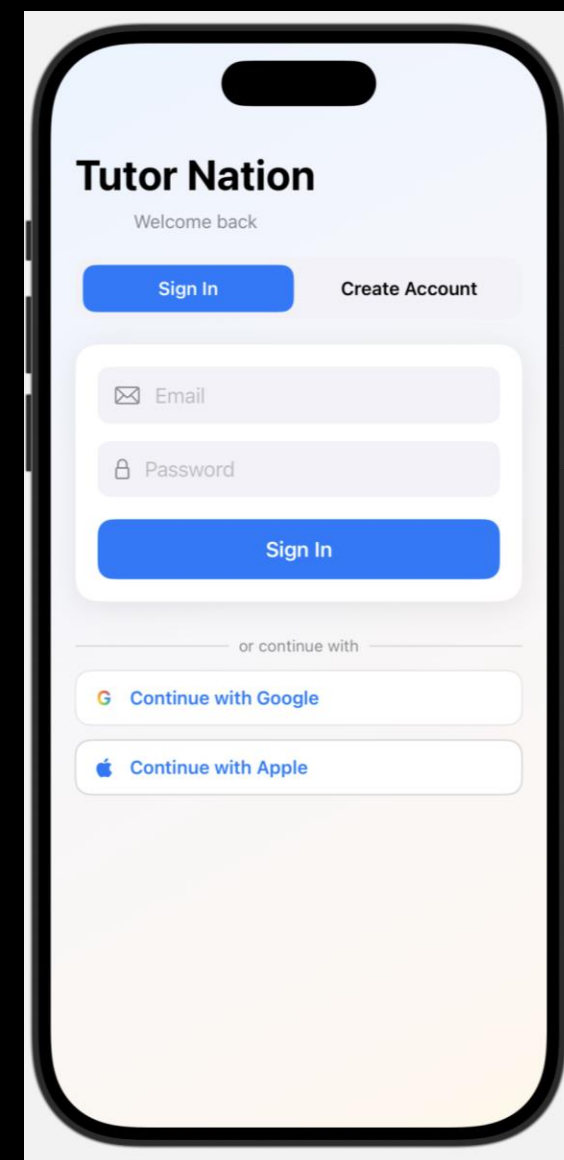 Tutor Nation
Welcome back
Sign In
Create Account
Email
Password
Sign In
or continue with
G Continue with Google
Continue with Apple